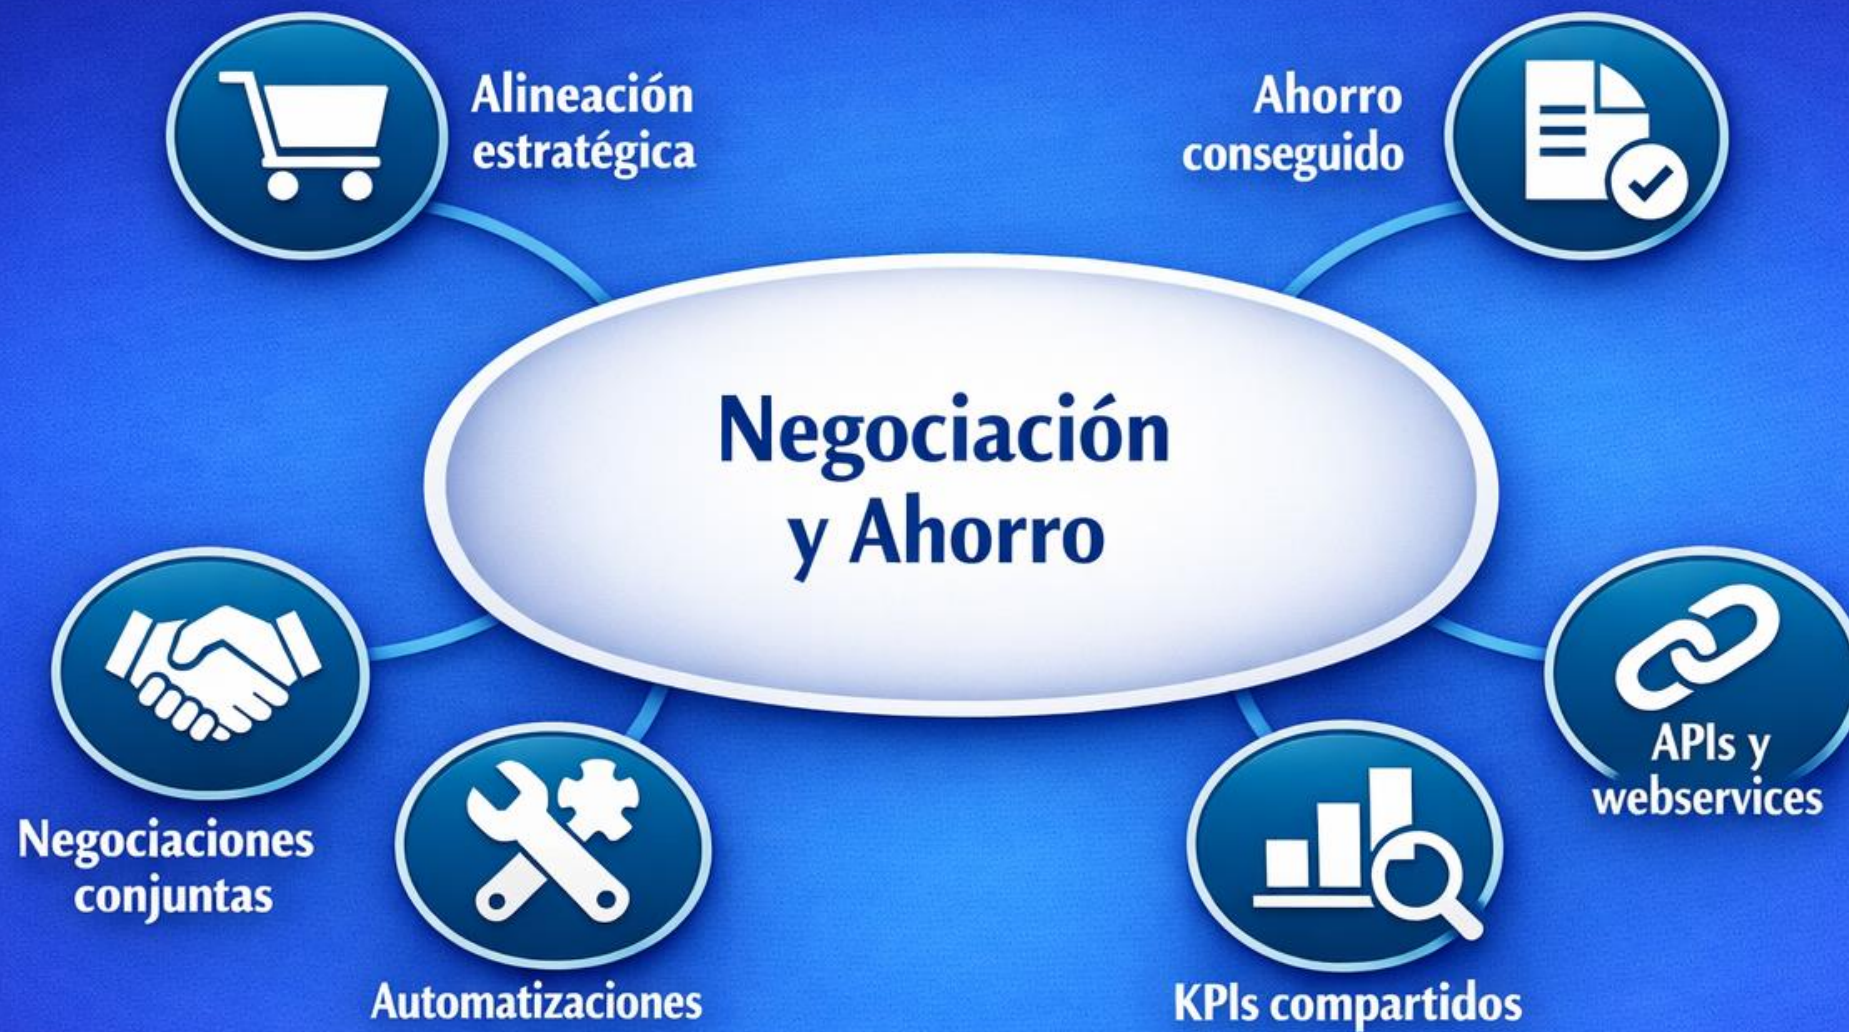 Alineación
estratégica
Ahorro
conseguido
Negociación
y Ahorro
Negociaciones
conjuntas
Automatizaciones
KPIs compartidos
APIs y
webservices